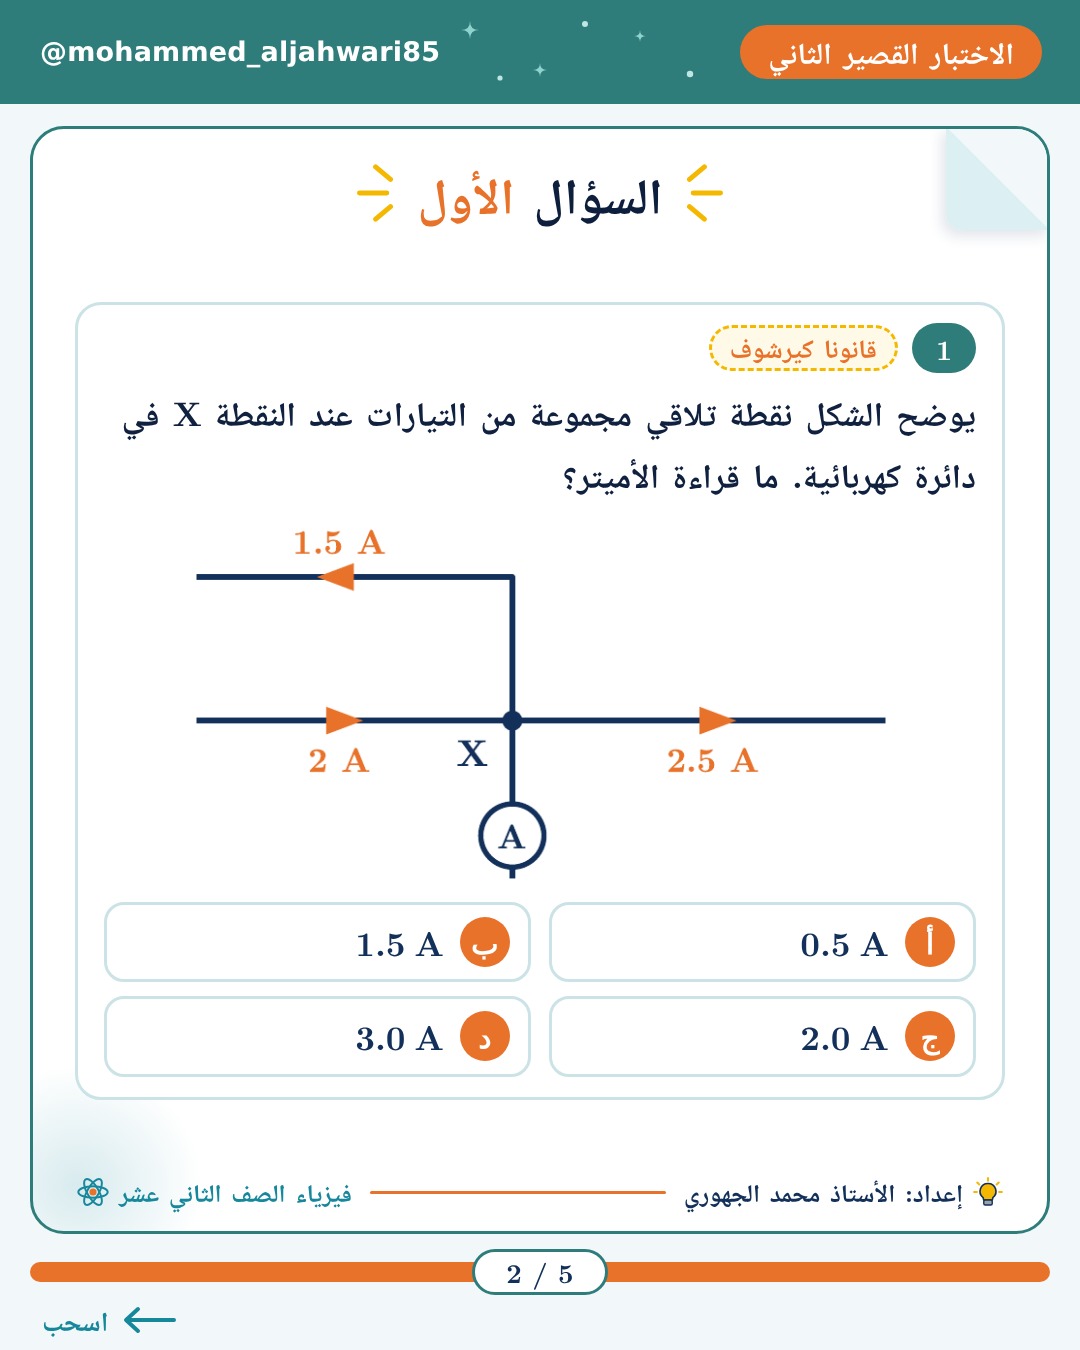 الاختبار القصير الثاني
@mohammed_aljahwari85
السؤال الأول
1
قانونا كيرشوف
يوضح الشكل نقطة تلاقي مجموعة من التيارات عند النقطة X في
دائرة كهربائية. ما قراءة الأميتر؟
1.5 A
2 A
X
2.5 A
A
أ 0.5 A
ب 1.5 A
ج 2.0 A
د 3.0 A
إعداد: الأستاذ محمد الجهوري
فيزياء الصف الثاني عشر
2 / 5
اسحب